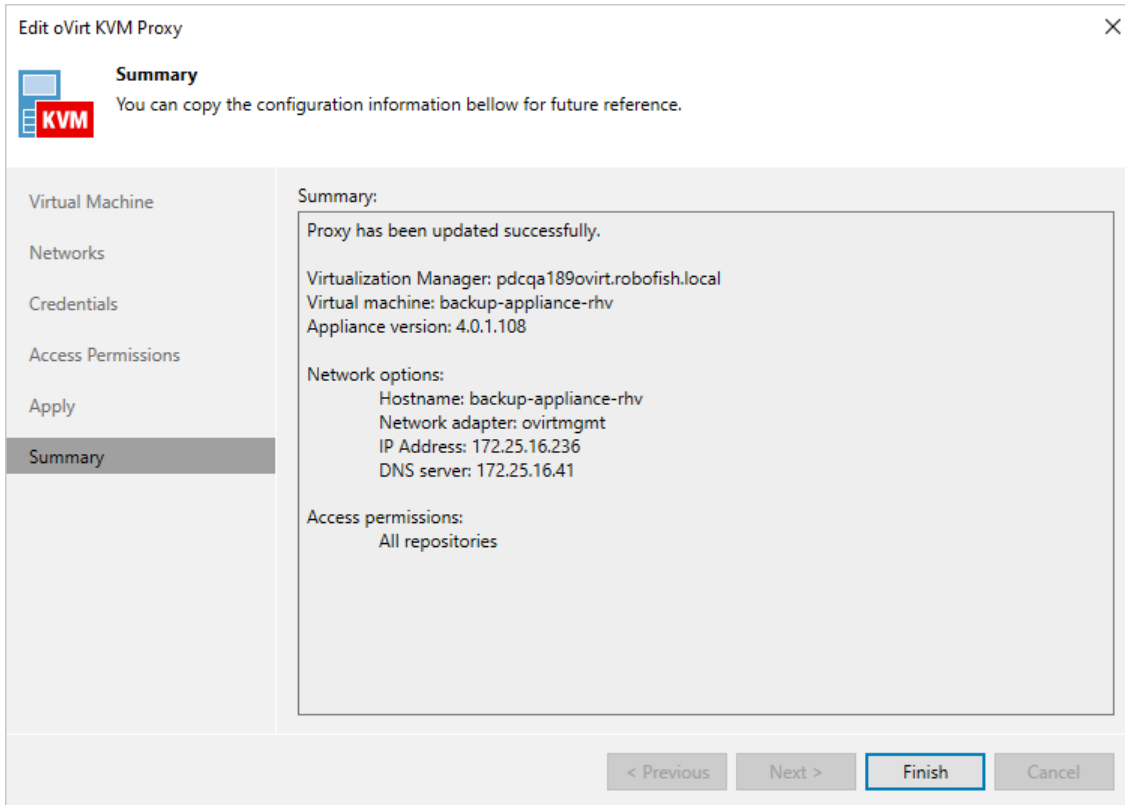 Edit oVirt KVM Proxy
Summary
You can copy the configuration information bellow for future reference.
KVM
Virtual Machine
Networks
Credentials
Access Permissions
Apply
Summary
Summary:
Proxy has been updated successfully.
Virtualization Manager: pdcqa189ovirt.robofish.local
Virtual machine: backup-appliance-rhv
Appliance version: 4.0.1.108
Network options:
Hostname: backup-appliance-rhv
Network adapter: ovirtmgmt
IP Address: 172.25.16.236
DNS server: 172.25.16.41
Access permissions:
All repositories
< Previous
Next >
Finish
Cancel